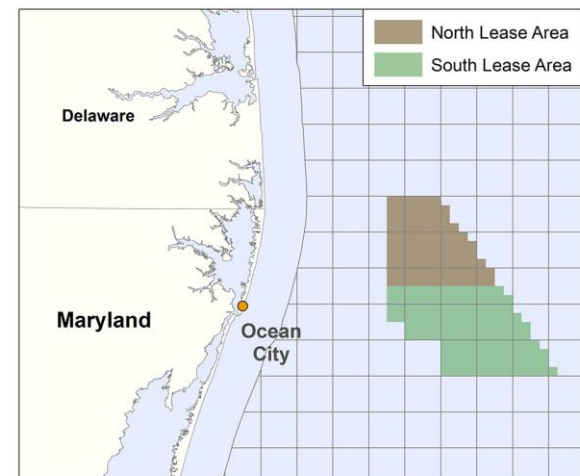 North Lease Area
South Lease Area
Delaware
Maryland
Ocean
City